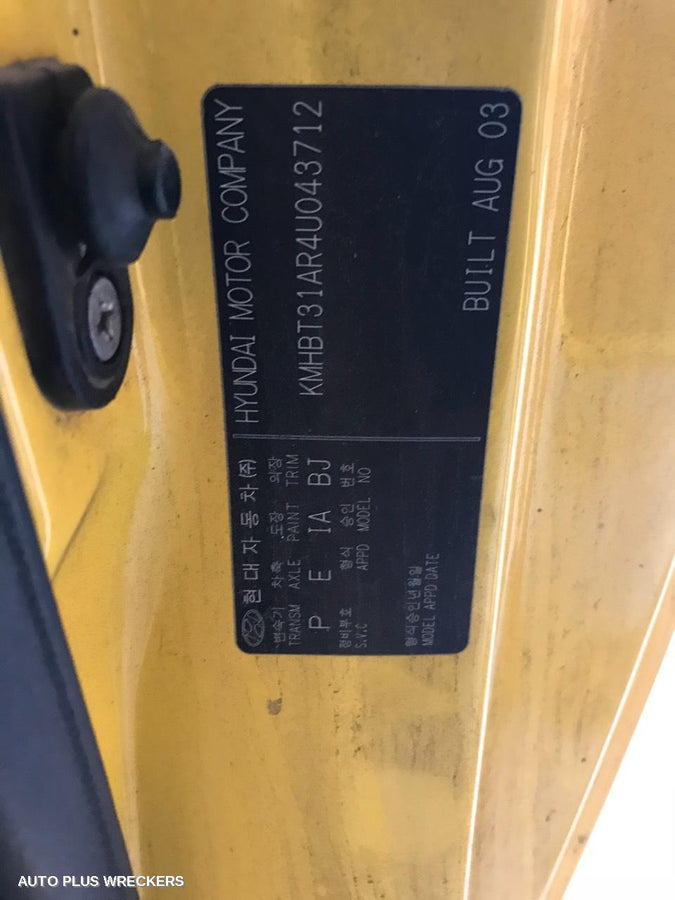 현대자동차(주) HYUNDAI MOTOR COMPANY
변속기 차축 도장 의장
TRANSM AXLE PAINT TRIM
P E IA BJ
KMHBT31AR4U043712
정비부호 형식 승인 번호
S.V.C APPD MODEL NO
형식승인년월일
MODEL APPD DATE
BUILT AUG 03
AUTO PLUS WRECKERS